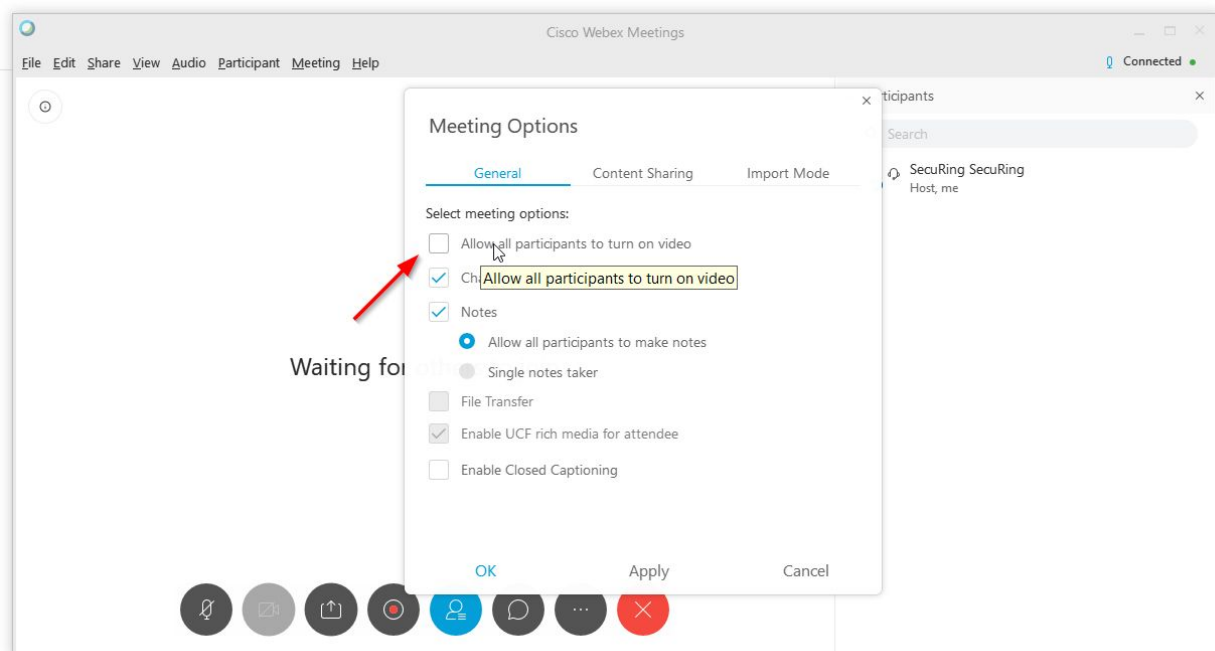 Cisco Webex Meetings
File Edit Share View Audio Participant Meeting Help
Connected
Meeting Options
General Content Sharing Import Mode
Select meeting options:
Allow all participants to turn on video
Allow all participants to turn on video
Notes
Allow all participants to make notes
Single notes taker
File Transfer
Enable UCF rich media for attendee
Enable Closed Captioning
OK Apply Cancel
Waiting for
ticipants
Search
SecuRing SecuRing
Host, me